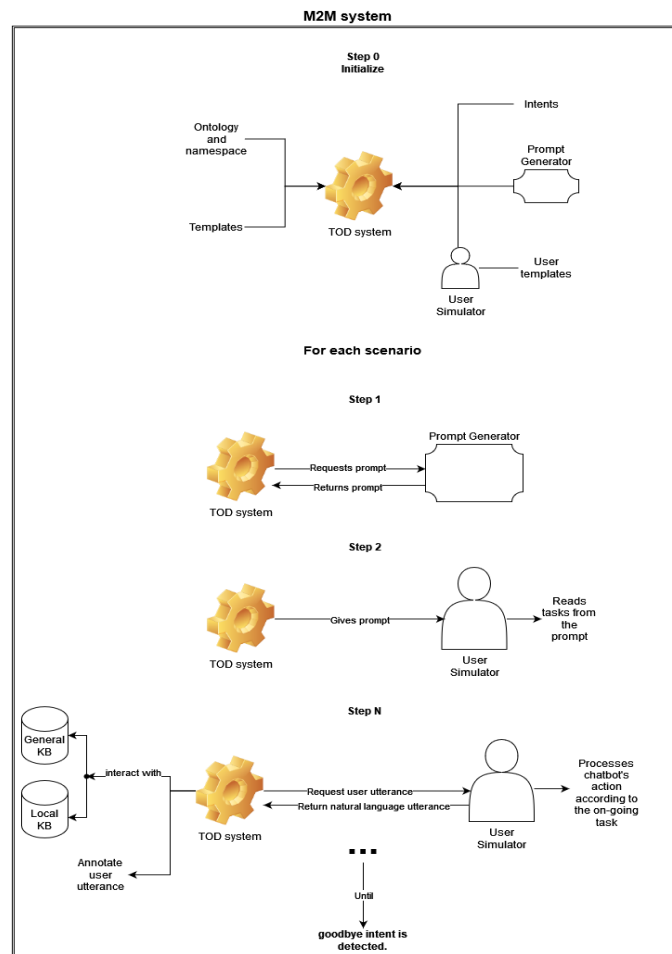 M2M system
Step 0
Initialize
Intents
Ontology
and
namespace
Prompt
Generator
Templates
TOD system
User
templates
User
Simulator
For each scenario
Step 1
Prompt Generator
Requests prompt
Returns prompt
TOD system
Step 2
Gives prompt
Reads
tasks from
the
prompt
TOD system
User
Simulator
Step N
General
KB
interact with
Local
KB
Request user utterance
Return natural language utterance
Processes
chatbot's
action
according to
the on-going
task
TOD system
User
Simulator
Annotate
user
utterance
...
Until
goodbye intent is
detected.